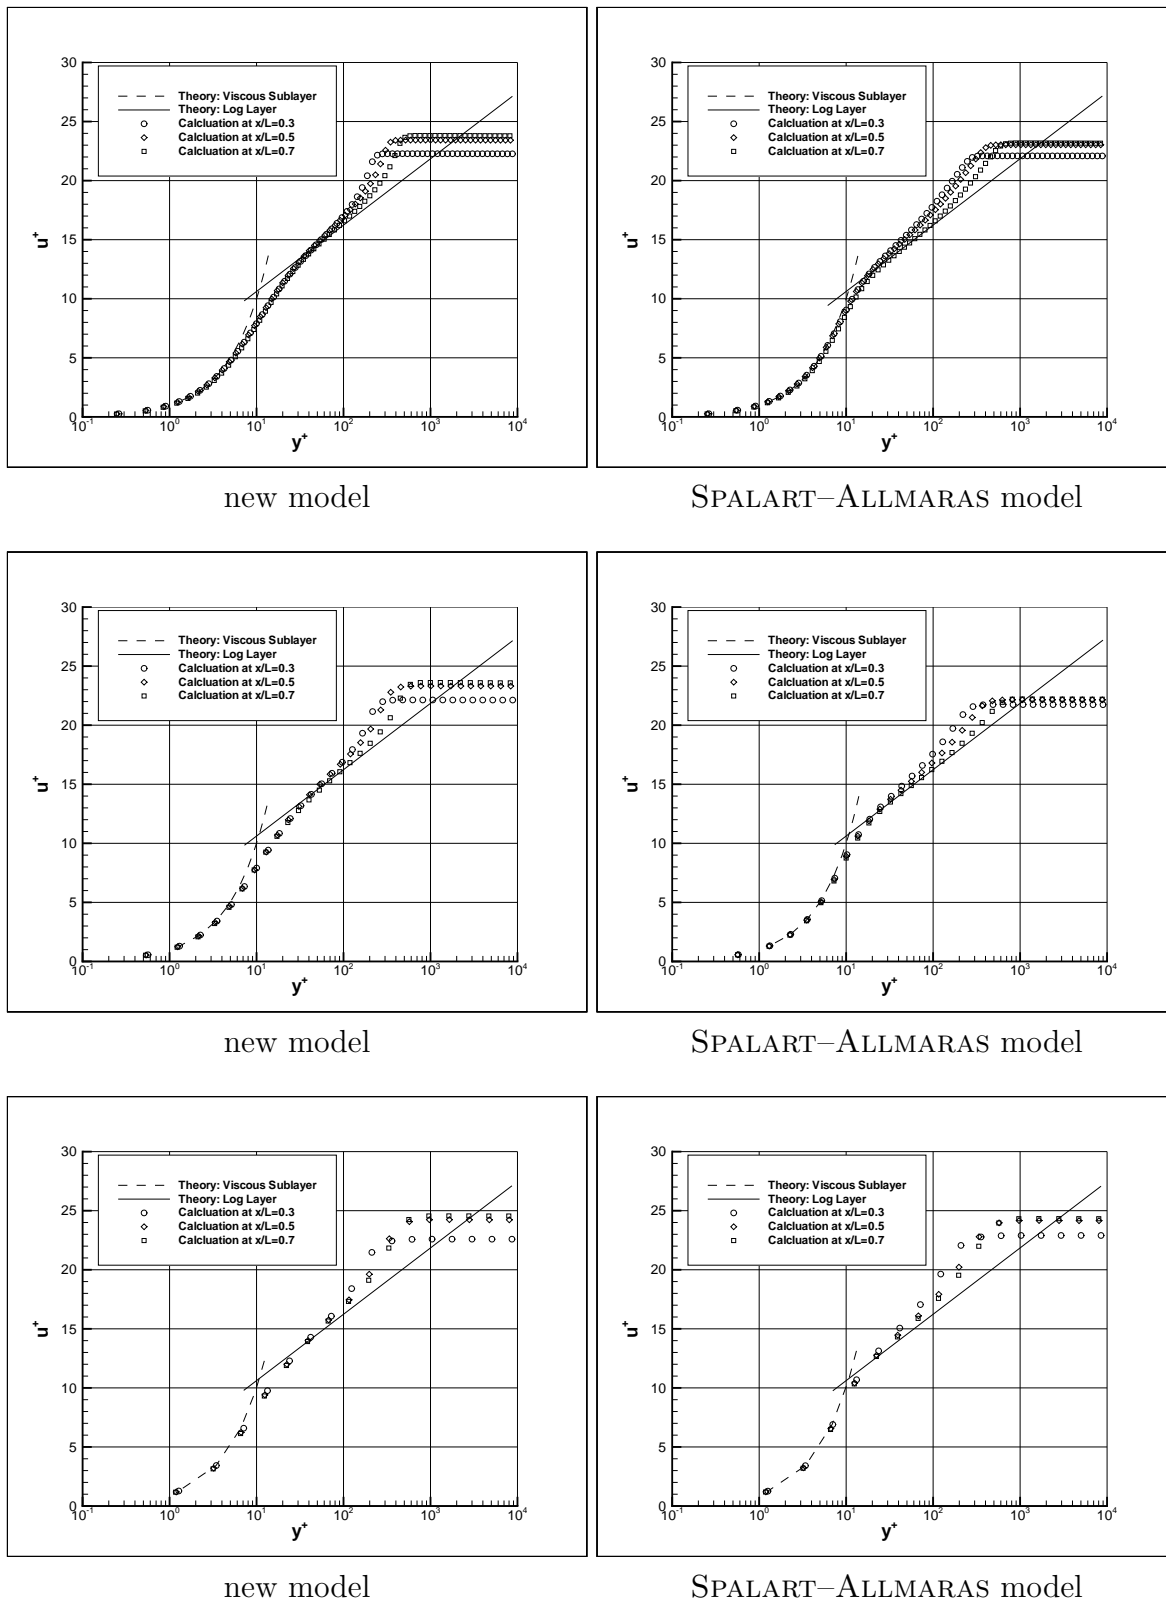 30
25
20
15
10
5
0
u+
Theory: Viscous Sublayer
Theory: Log Layer
Calcluation at x/L=0.3
Calcluation at x/L=0.5
Calcluation at x/L=0.7
10-1 100 101 102 103 104
y+
new model
30
25
20
15
10
5
0
u+
Theory: Viscous Sublayer
Theory: Log Layer
Calcluation at x/L=0.3
Calcluation at x/L=0.5
Calcluation at x/L=0.7
10-1 100 101 102 103 104
y+
SPALART–ALLMARAS model
30
25
20
15
10
5
0
u+
Theory: Viscous Sublayer
Theory: Log Layer
Calcluation at x/L=0.3
Calcluation at x/L=0.5
Calcluation at x/L=0.7
10-1 100 101 102 103 104
y+
new model
30
25
20
15
10
5
0
u+
Theory: Viscous Sublayer
Theory: Log Layer
Calcluation at x/L=0.3
Calcluation at x/L=0.5
Calcluation at x/L=0.7
10-1 100 101 102 103 104
y+
SPALART–ALLMARAS model
30
25
20
15
10
5
0
u+
Theory: Viscous Sublayer
Theory: Log Layer
Calcluation at x/L=0.3
Calcluation at x/L=0.5
Calcluation at x/L=0.7
10-1 100 101 102 103 104
y+
new model
30
25
20
15
10
5
0
u+
Theory: Viscous Sublayer
Theory: Log Layer
Calcluation at x/L=0.3
Calcluation at x/L=0.5
Calcluation at x/L=0.7
10-1 100 101 102 103 104
y+
SPALART–ALLMARAS model